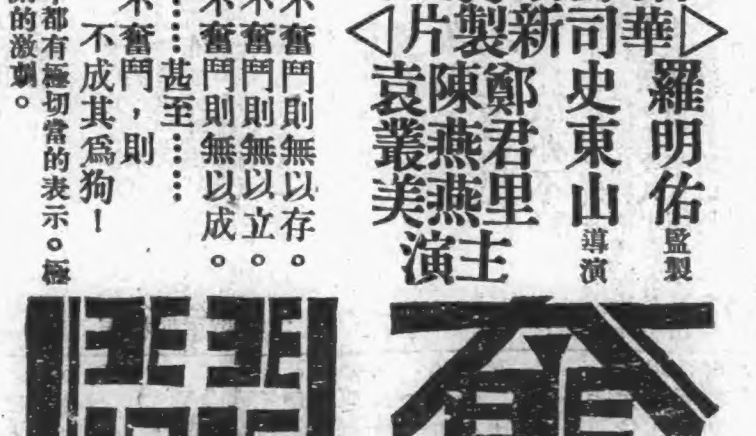 華
羅明佑監製
司
史東山導演
新
鄭君里
製
陳燕燕
片
袁叢美
主演
不奮鬥則無以存。
不奮鬥則無以立。
不奮鬥則無以成。
……甚至……
不奮鬥,則
不成其爲狗!
都有極切當的表示。極
的激刺。
奮鬥